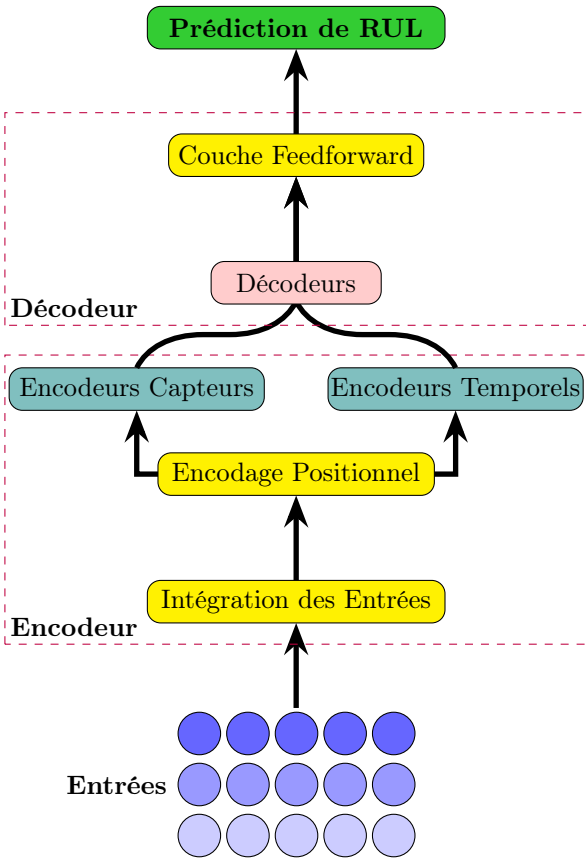 Prédiction de RUL
Couche Feedforward
Décodeurs
Décodeur
Encodeurs Capteurs
Encodeurs Temporels
Encodage Positionnel
Intégration des Entrées
Encodeur
Entrées